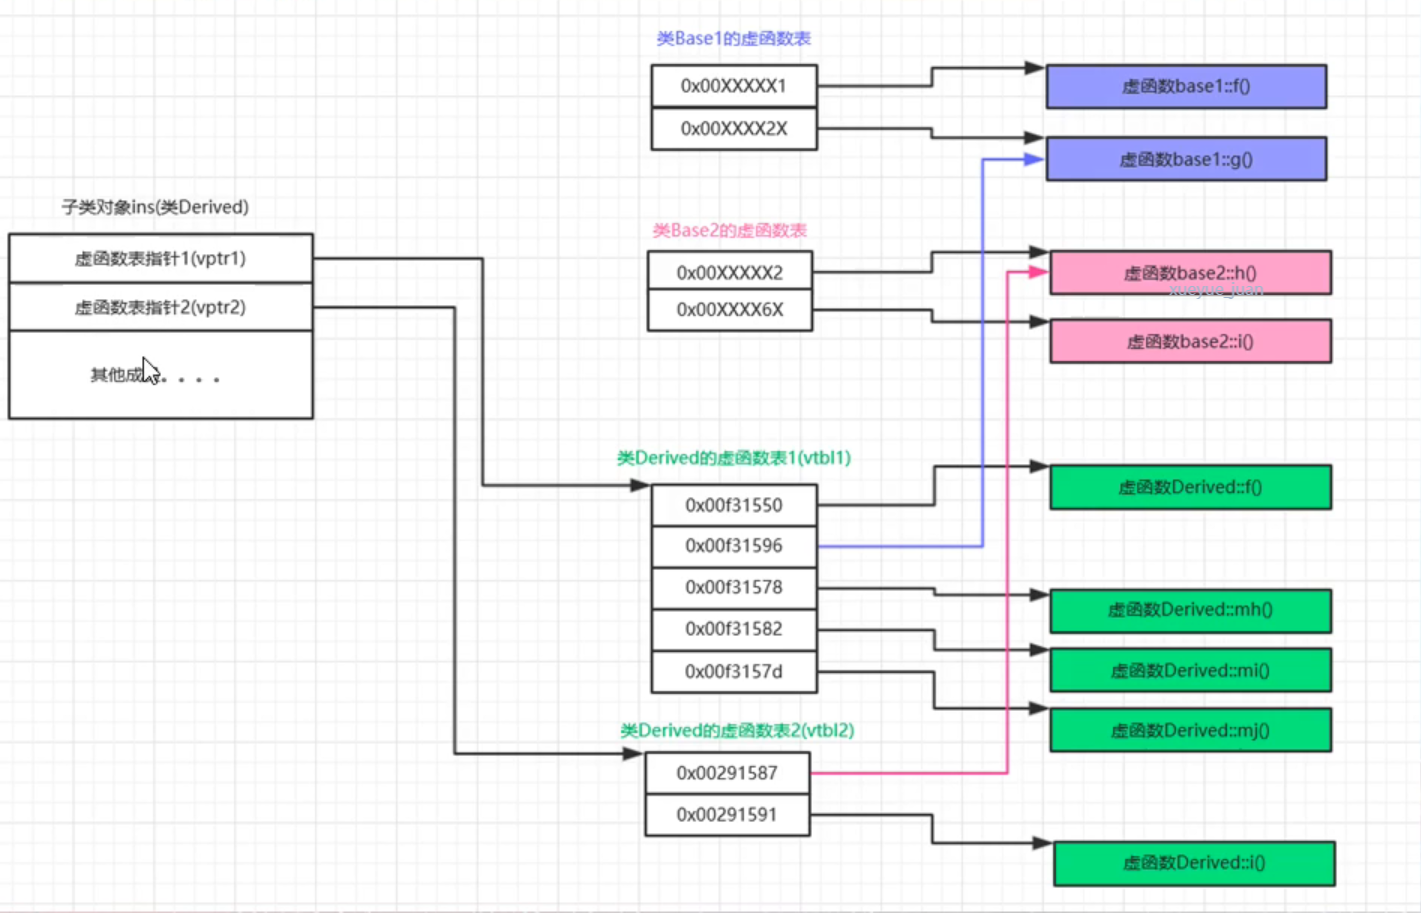 类Base1的虚函数表
0x00XXXXX1
虚函数base1::f()
0x00XXXX2X
虚函数base1::g()
子类对象ins(类Derived)
虚函数表指针1(vptr1)
虚函数表指针2(vptr2)
其他成
类Base2的虚函数表
0x00XXXXX2
虚函数base2::h()
xueyue_juan
0x00XXXX6X
虚函数base2::i()
类Derived的虚函数表1(vtbl1)
0x00f31550
虚函数Derived::f()
0x00f31596
0x00f31578
虚函数Derived::mh()
0x00f31582
虚函数Derived::mi()
0x00f3157d
虚函数Derived::mj()
类Derived的虚函数表2(vtbl2)
0x00291587
0x00291591
虚函数Derived::i()